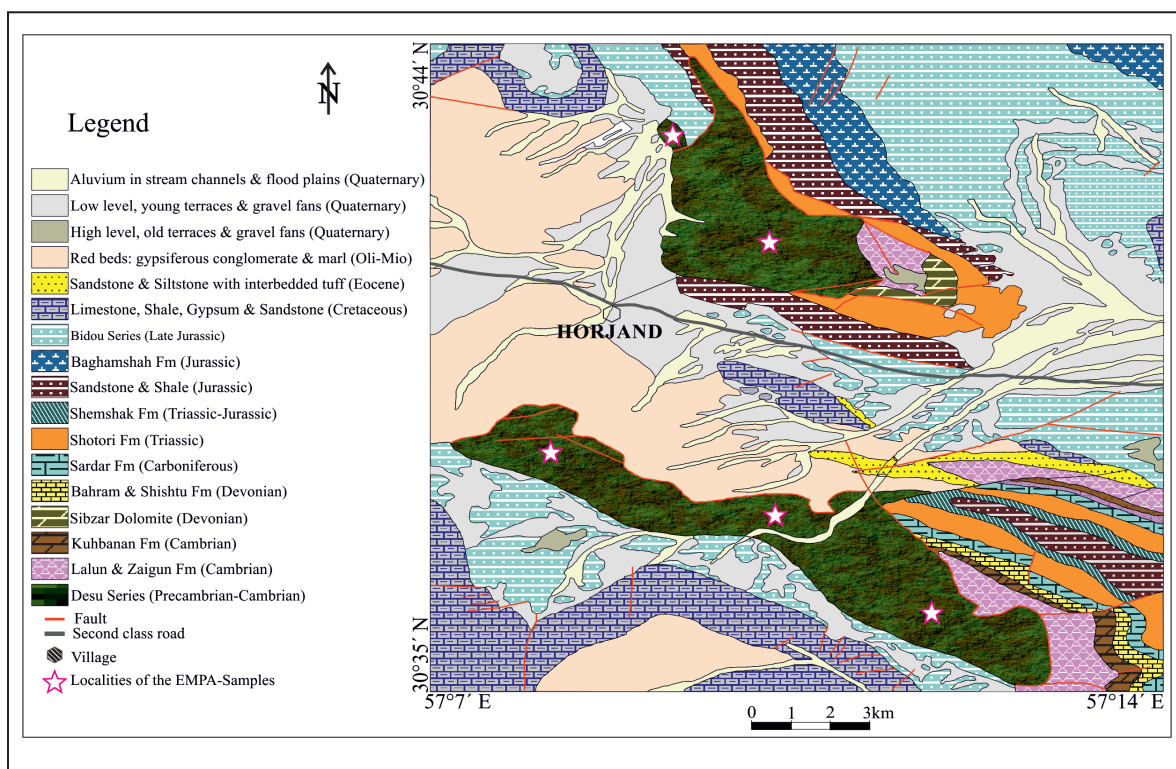 N
Legend
Aluvium in stream channels & flood plains (Quaternary)
Low level, young terraces & gravel fans (Quaternary)
High level, old terraces & gravel fans (Quaternary)
Red beds: gypsiferous conglomerate & marl (Oli-Mio)
Sandstone & Siltstone with interbedded tuff (Eocene)
Limestone, Shale, Gypsum & Sandstone (Cretaceous)
Bidou Series (Late Jurassic)
Baghamshah Fm (Jurassic)
Sandstone & Shale (Jurassic)
Shemshak Fm (Triassic-Jurassic)
Shotori Fm (Triassic)
Sardar Fm (Carboniferous)
Bahram & Shishtu Fm (Devonian)
Sibzar Dolomite (Devonian)
Kuhbanan Fm (Cambrian)
Lalun & Zaigun Fm (Cambrian)
Desu Series (Precambrian-Cambrian)
Fault
Second class road
Village
Localities of the EMPA-Samples
30°44´ N
HORJAND
30°35´ N
57°7´ E
57°14´ E
0 1 2 3km